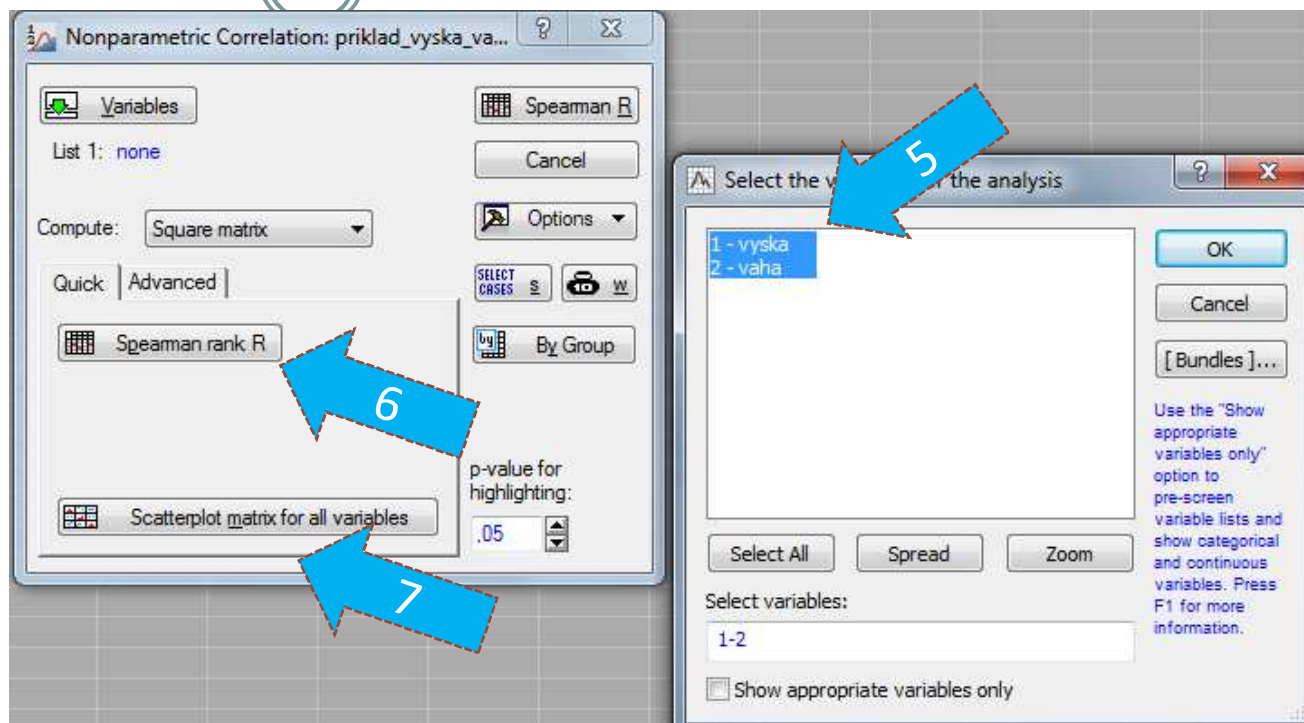 Nonparametric Correlation: priklad_vyska_va...
Variables
Spearman R
List 1: none
Cancel
Compute: Square matrix
Options
Quick
Advanced
SELECT CASES S
W
Spearman rank R
By Group
6
p-value for
highlighting:
,05
Scatterplot matrix for all variables
7
5
Select the v the analysis
1 - vyska
2 - vaha
OK
Cancel
[ Bundles ]...
Use the "Show
appropriate
variables only"
option to
pre-screen
variable lists and
show categorical
and continuous
variables. Press
F1 for more
information.
Select All
Spread
Zoom
Select variables:
1-2
Show appropriate variables only